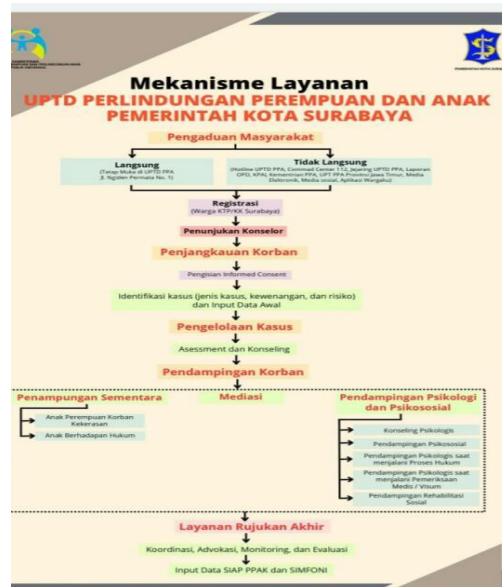 Mekanisme Layanan
UPTD PERLINDUNGAN PEREMPUAN DAN ANAK
PEMERINTAH KOTA SURABAYA
Pengaduan Masyarakat
Langsung
(Tatap Muka di UPTD PPA
Jl. Nginden Permata No. 1)
Tidak Langsung
(Hotline UPTD PPA, Command Center 112, Jejaring UPTD PPA, Laporan
OPD, KPAI, Kementrian PPA, UPT PPA Provinsi Jawa Timur, Media
Elektronik, Media sosial, Aplikasi Wargaku)
Registrasi
(Warga KTP/KK Surabaya)
Penunjukan Konselor
Penjangkauan Korban
Pengisian Informed Consent
Identifikasi kasus (jenis kasus, kewenangan, dan risiko)
dan Input Data Awal
Pengelolaan Kasus
Asessment dan Konseling
Pendampingan Korban
Penampungan Sementara
Anak Perempuan Korban
Kekerasan
Anak Berhadapan Hukum
Mediasi
Pendampingan Psikologi
dan Psikososial
Konseling Psikologis
Pendampingan Psikososial
Pendampingan Psikologis saat
menjalani Proses Hukum
Pendampingan Psikologis saat
menjalani Pemeriksaan
Medis / Visum
Pendampingan Rehabilitasi
Sosial
Layanan Rujukan Akhir
Koordinasi, Advokasi, Monitoring, dan Evaluasi
Input Data SIAP PPAK dan SIMFONI